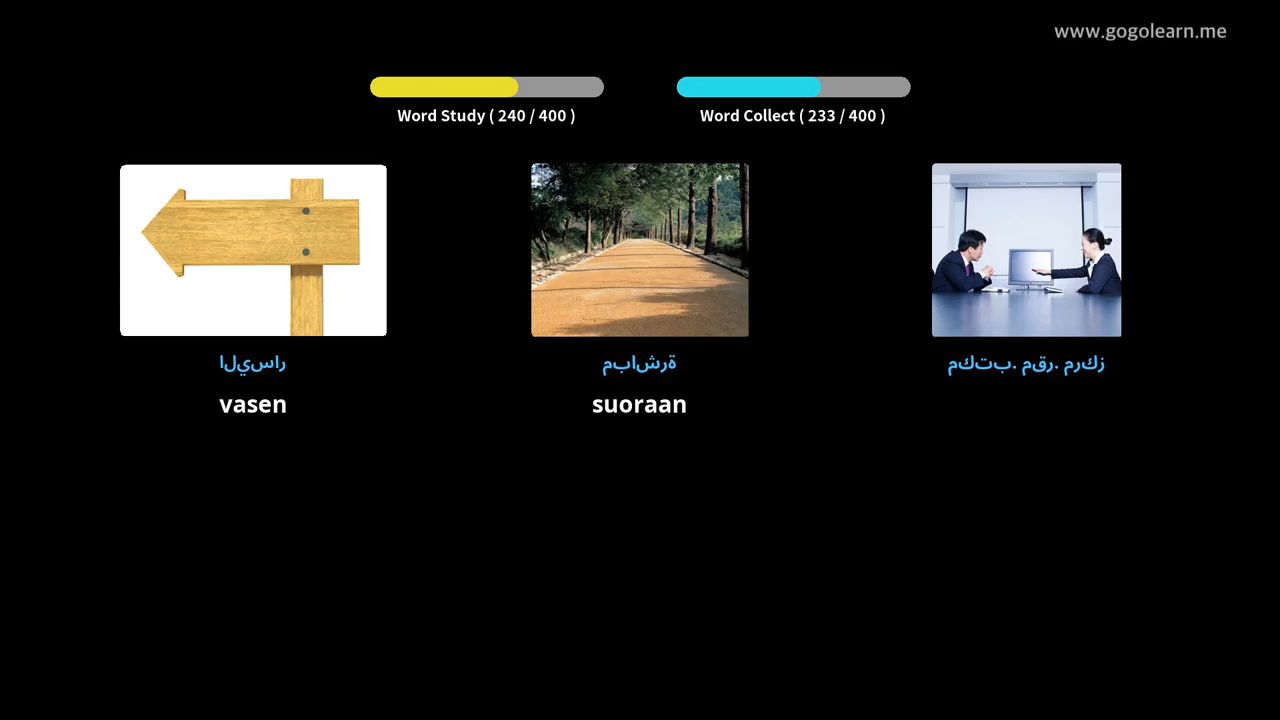 www.gogolearn.me
Word Study ( 240 / 400 )
Word Collect ( 233 / 400 )
اليسار
مباشرة
مكتب. مقر. مركز
vasen
suoraan